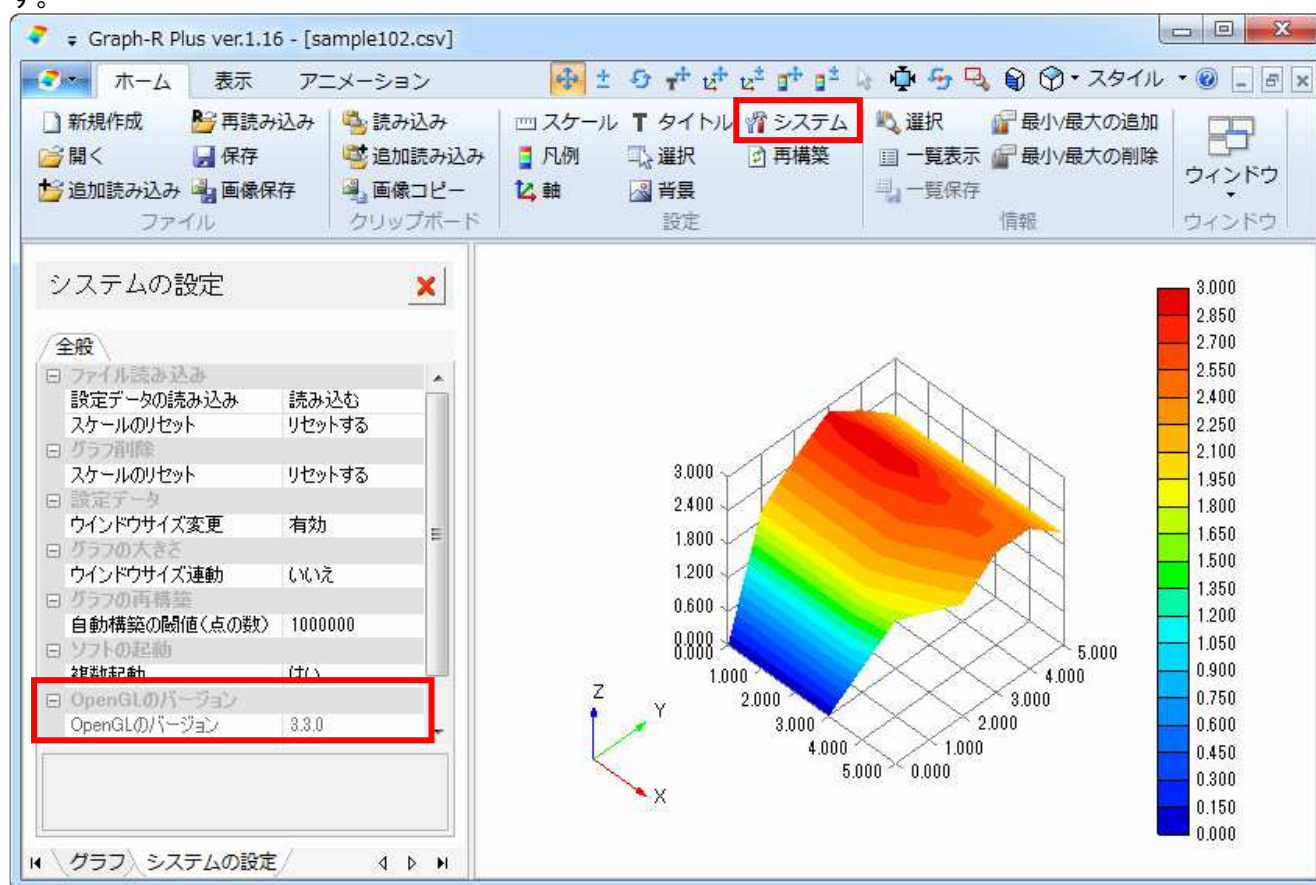 す。
Graph-R Plus ver.1.16 - [sample102.csv]
ホーム 表示 アニメーション スタイル
新規作成 再読み込み 読み込み スケール タイトル システム 選択 最小/最大の追加
開く 保存 追加読み込み 凡例 選択 再構築 一覧表示 最小/最大の削除
追加読み込み 画像保存 画像コピー 軸 背景 一覧保存 ウィンドウ
ファイル クリップボード 設定 情報 ウィンドウ
システムの設定
全般
ファイル読み込み
設定データの読み込み 読み込む
スケールのリセット リセットする
グラフ削除
スケールのリセット リセットする
設定データ
ウインドウサイズ変更 有効
グラフの大きさ
ウインドウサイズ連動 いいえ
グラフの再構築
自動構築の閾値(点の数) 1000000
ソフトの起動
複数起動 はい
OpenGLのバージョン
OpenGLのバージョン 3.3.0
グラフ システムの設定
3.000
2.400
1.800
1.200
0.600
0.000
0.000
1.000
2.000
3.000
4.000
5.000
0.000
1.000
2.000
3.000
4.000
5.000
Z
Y
X
3.000
2.850
2.700
2.550
2.400
2.250
2.100
1.950
1.800
1.650
1.500
1.350
1.200
1.050
0.900
0.750
0.600
0.450
0.300
0.150
0.000